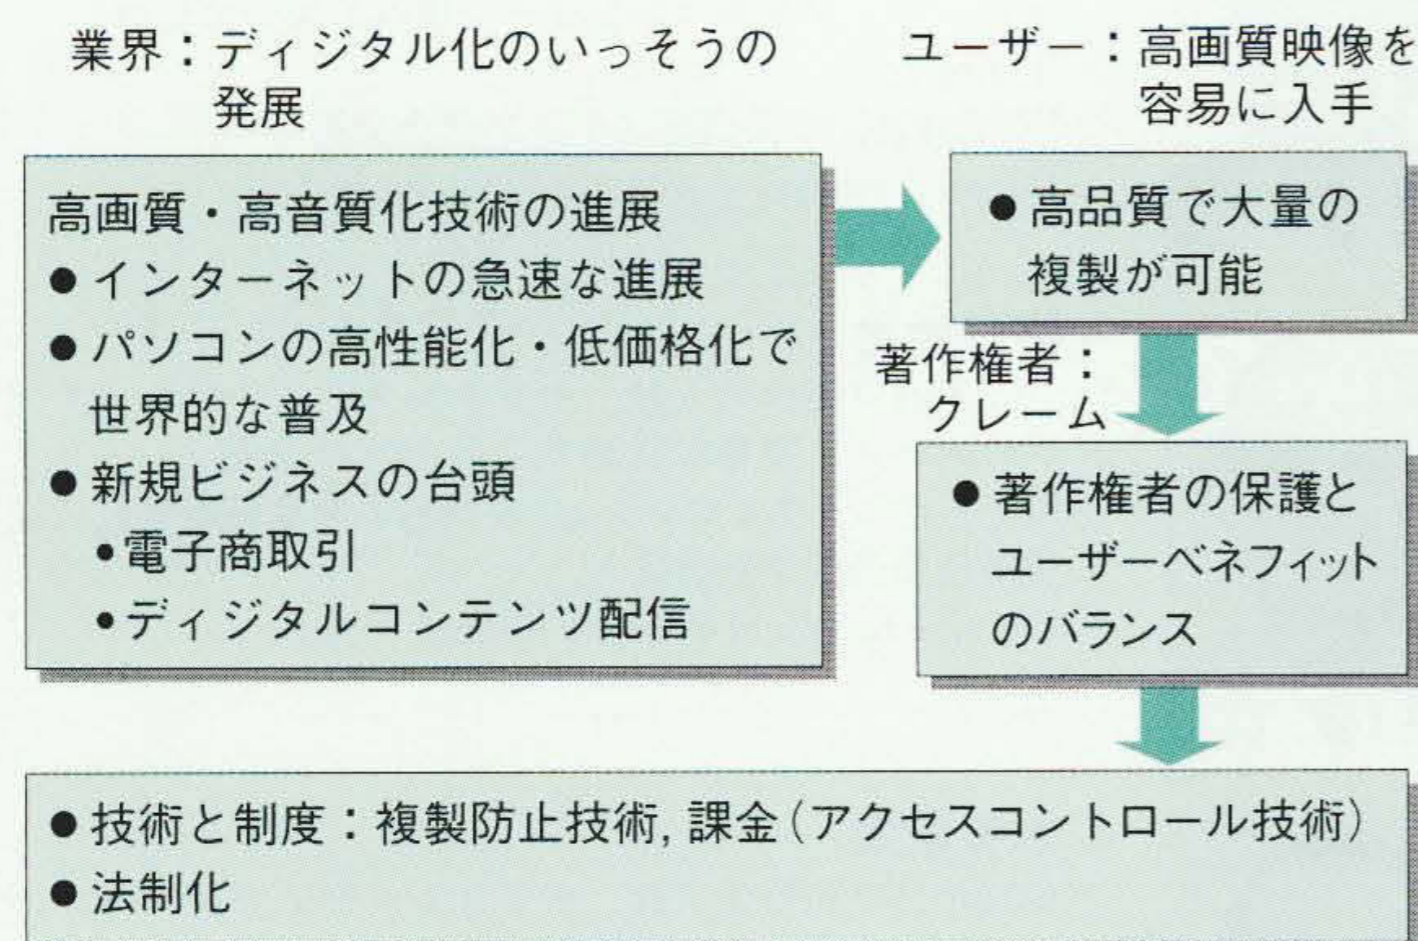 業界：ディジタル化のいっそうの
発展
ユーザー：高画質映像を
容易に入手
高画質・高音質化技術の進展
●インターネットの急速な進展
●パソコンの高性能化・低価格化で
世界的な普及
●新規ビジネスの台頭
•電子商取引
•ディジタルコンテンツ配信
●高品質で大量の
複製が可能
著作権者：
クレーム
●著作権者の保護と
ユーザーベネフィット
のバランス
●技術と制度：複製防止技術, 課金(アクセスコントロール技術)
●法制化